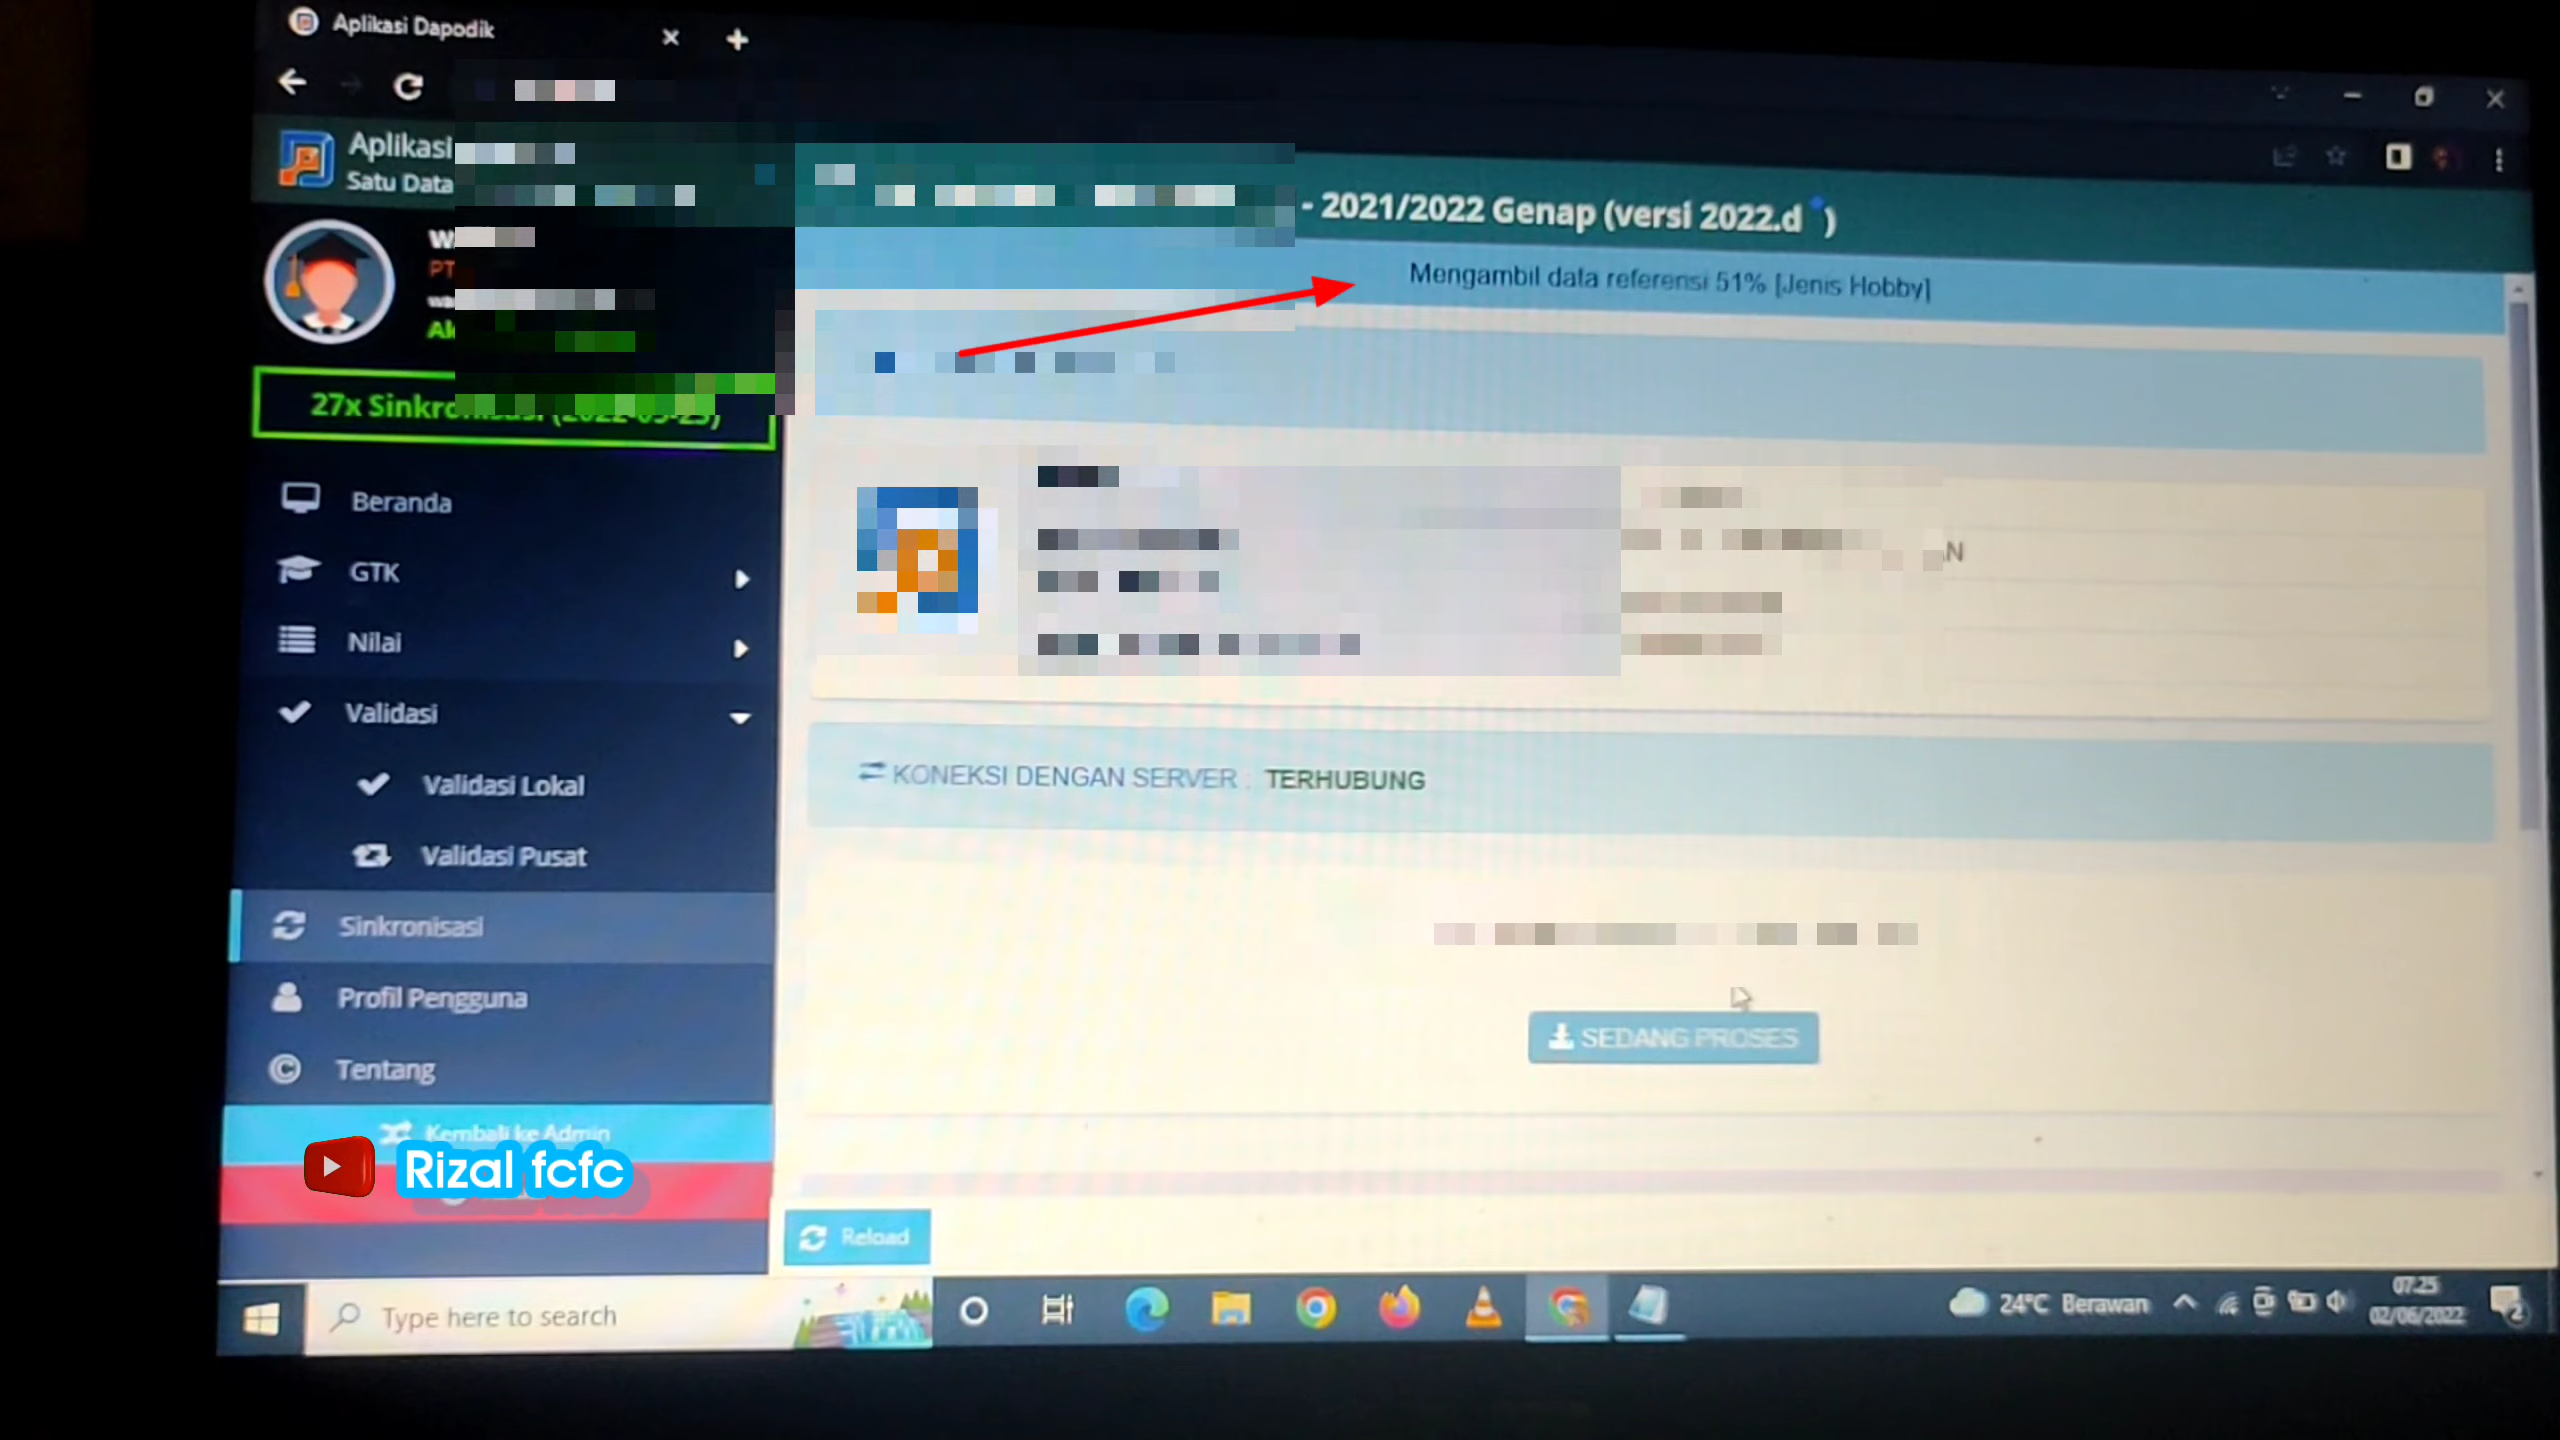 Aplikasi Dapodik
Aplikasi
Satu Data
- 2021/2022 Genap (versi 2022.d )
Mengambil data referensi 51% [Jenis Hobby]
27x
Beranda
GTK
Nilai
Validasi
Validasi Lokal
Validasi Pusat
Sinkronisasi
Profil Pengguna
Tentang
Kembali ke Admin
Rizal fcfc
KONEKSI DENGAN SERVER : TERHUBUNG
SEDANG PROSES
Reload
Type here to search
24°C Berawan
07:25
02/06/2022
2